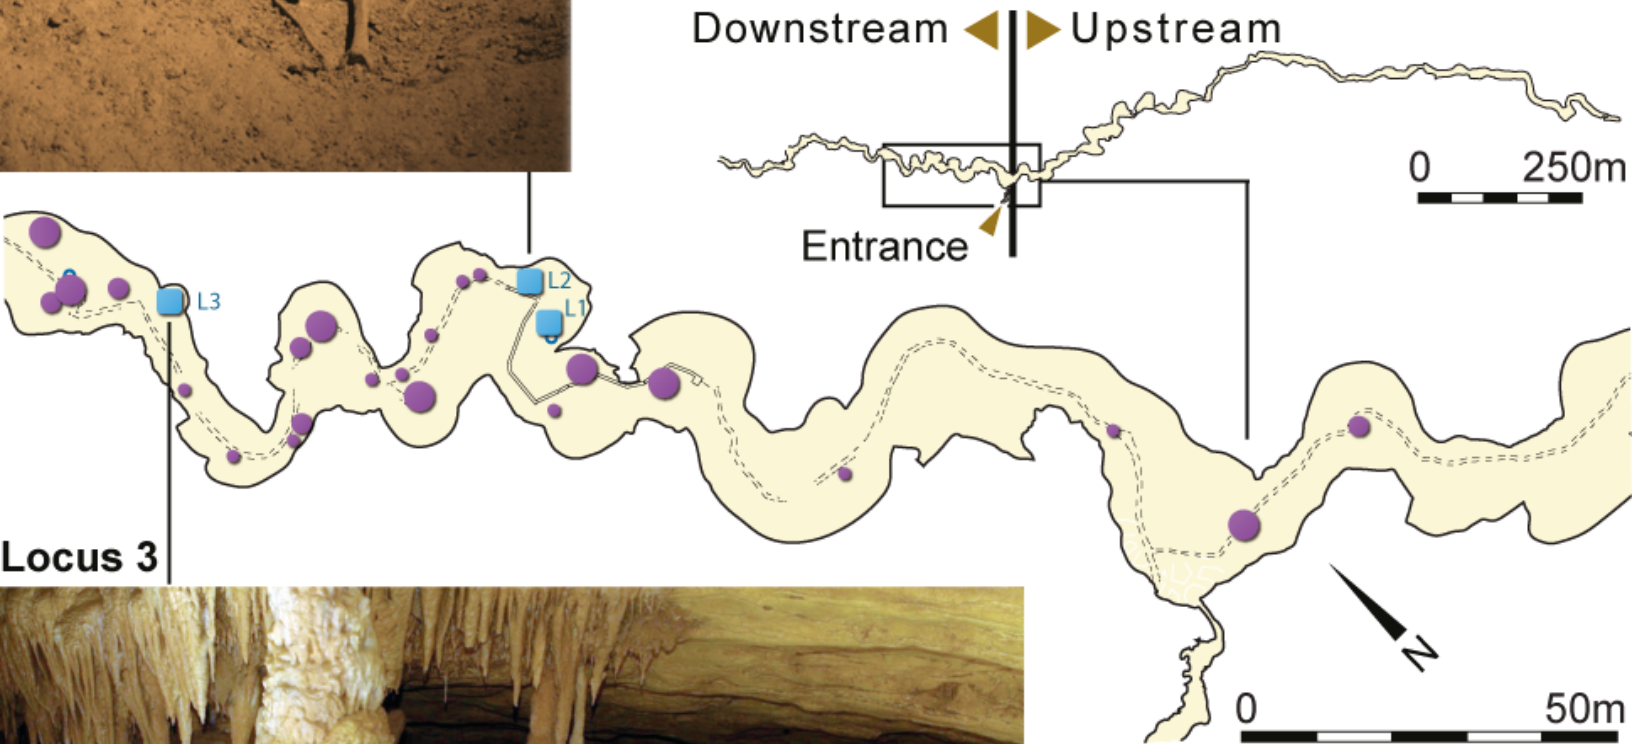 Downstream
Upstream
0 250m
Entrance
L2
L3
L1
Locus 3
N
0 50m